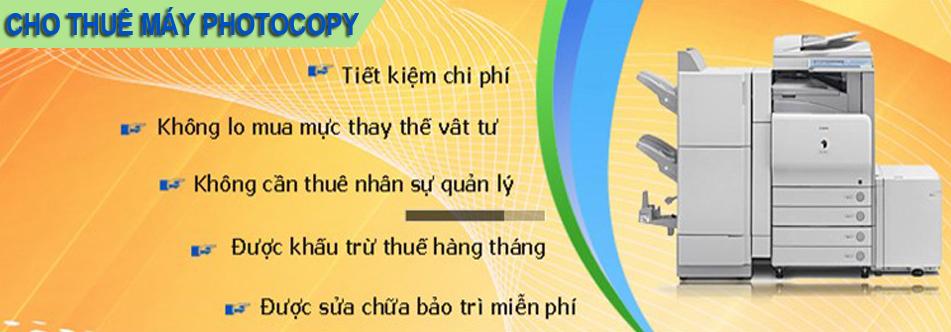 CHO THUÊ MÁY PHOTOCOPY
Tiết kiệm chi phí
Không lo mua mực thay thế vât tư
Không cần thuê nhân sự quản lý
Được khấu trừ thuế hàng tháng
Được sửa chữa bảo trì miễn phí